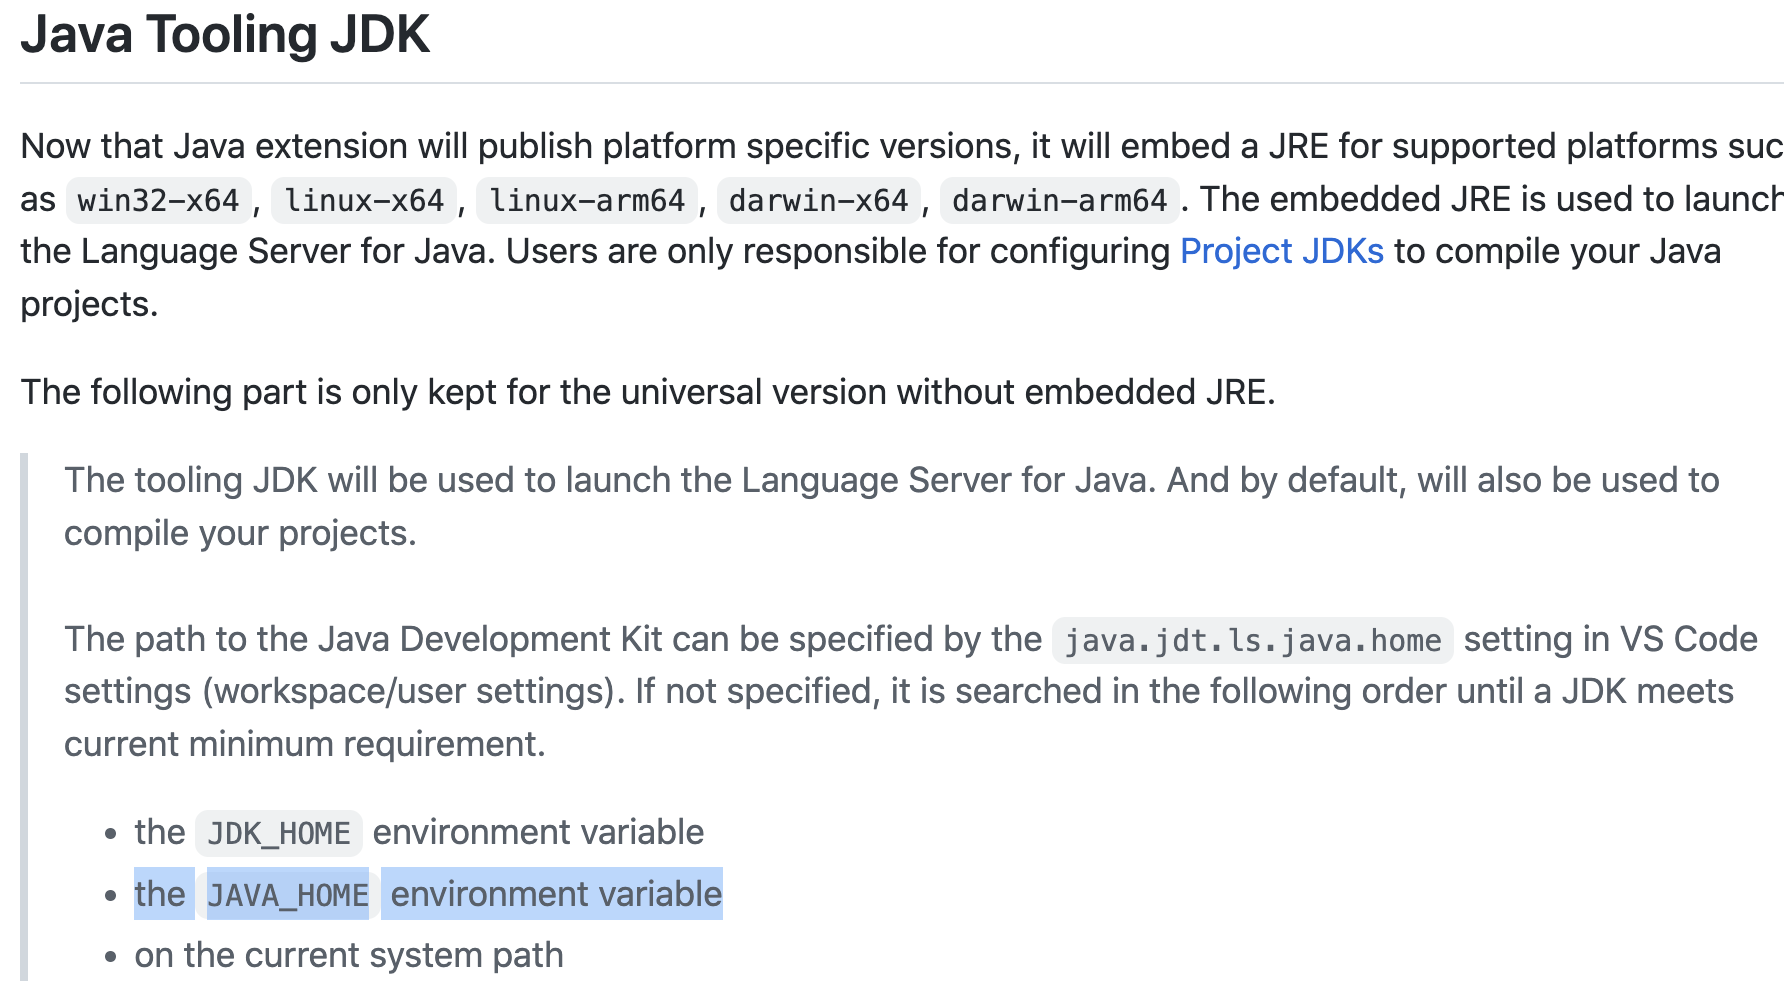 Java Tooling JDK
Now that Java extension will publish platform specific versions, it will embed a JRE for supported platforms suc
as win32-x64, linux-x64, linux-arm64, darwin-x64, darwin-arm64. The embedded JRE is used to launch
the Language Server for Java. Users are only responsible for configuring Project JDKs to compile your Java
projects.
The following part is only kept for the universal version without embedded JRE.
The tooling JDK will be used to launch the Language Server for Java. And by default, will also be used to
compile your projects.
The path to the Java Development Kit can be specified by the java.jdt.ls.java.home setting in VS Code
settings (workspace/user settings). If not specified, it is searched in the following order until a JDK meets
current minimum requirement.
• the JDK_HOME environment variable
• the JAVA_HOME environment variable
• on the current system path